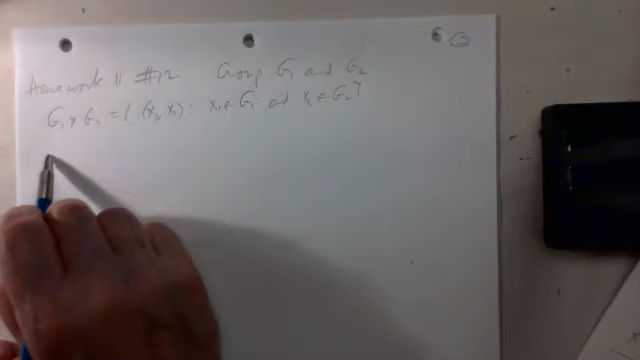 Homework 11 #12 Group G₁ and G₂
G₁ × G₂ = { (x₁, x₂) : x₁ ∈ G₁ and x₂ ∈ G₂ }